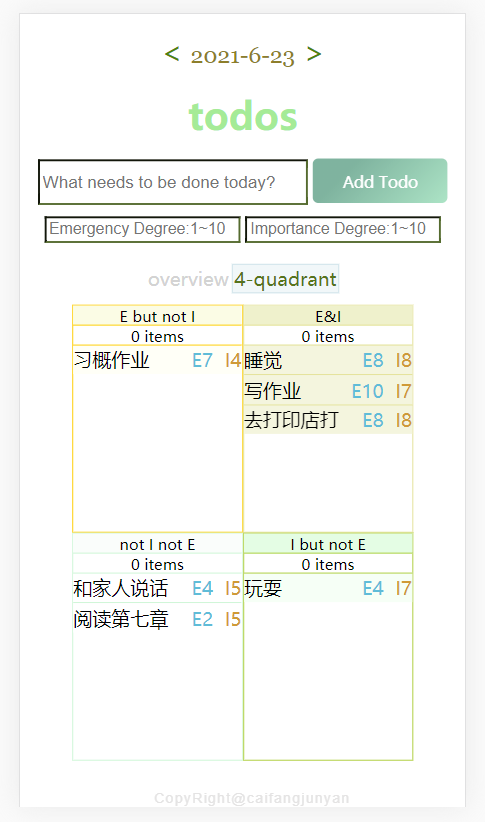 < 2021-6-23 >
todos
What needs to be done today? Add Todo
Emergency Degree:1~10 Importance Degree:1~10
overview 4-quadrant
E but not I
0 items
习概作业 E7 I4
E&I
0 items
睡觉 E8 I8
写作业 E10 I7
去打印店打 E8 I8
not I not E
0 items
和家人说话 E4 I5
阅读第七章 E2 I5
I but not E
0 items
玩耍 E4 I7
CopyRight@caifangjunyan